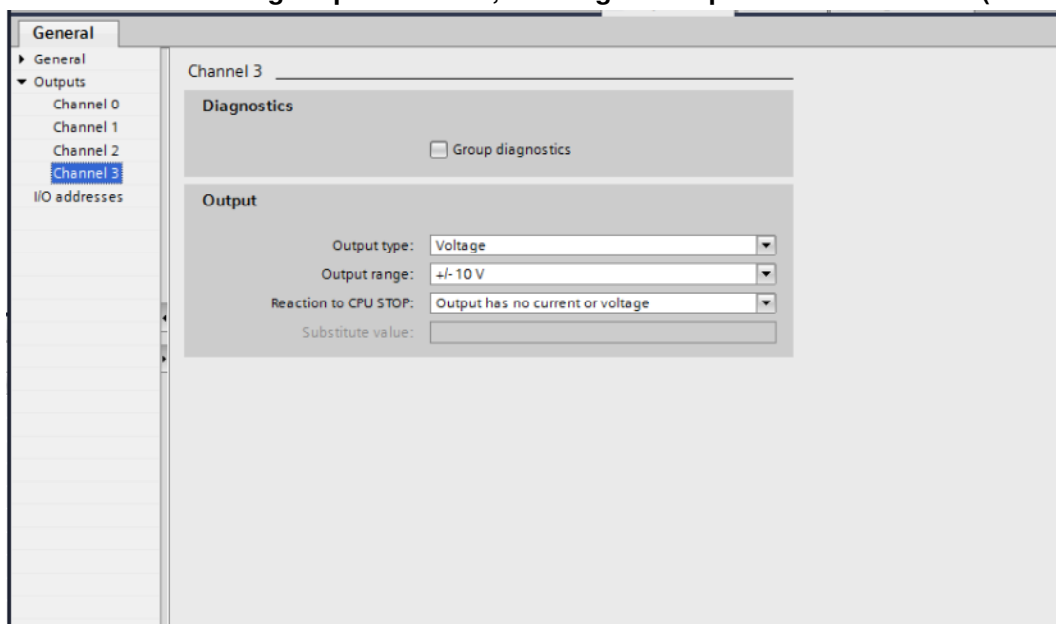 General
General
Outputs
Channel 0
Channel 1
Channel 2
Channel 3
I/O addresses
Channel 3
Diagnostics
Group diagnostics
Output
Output type: Voltage
Output range: +/- 10 V
Reaction to CPU STOP: Output has no current or voltage
Substitute value: